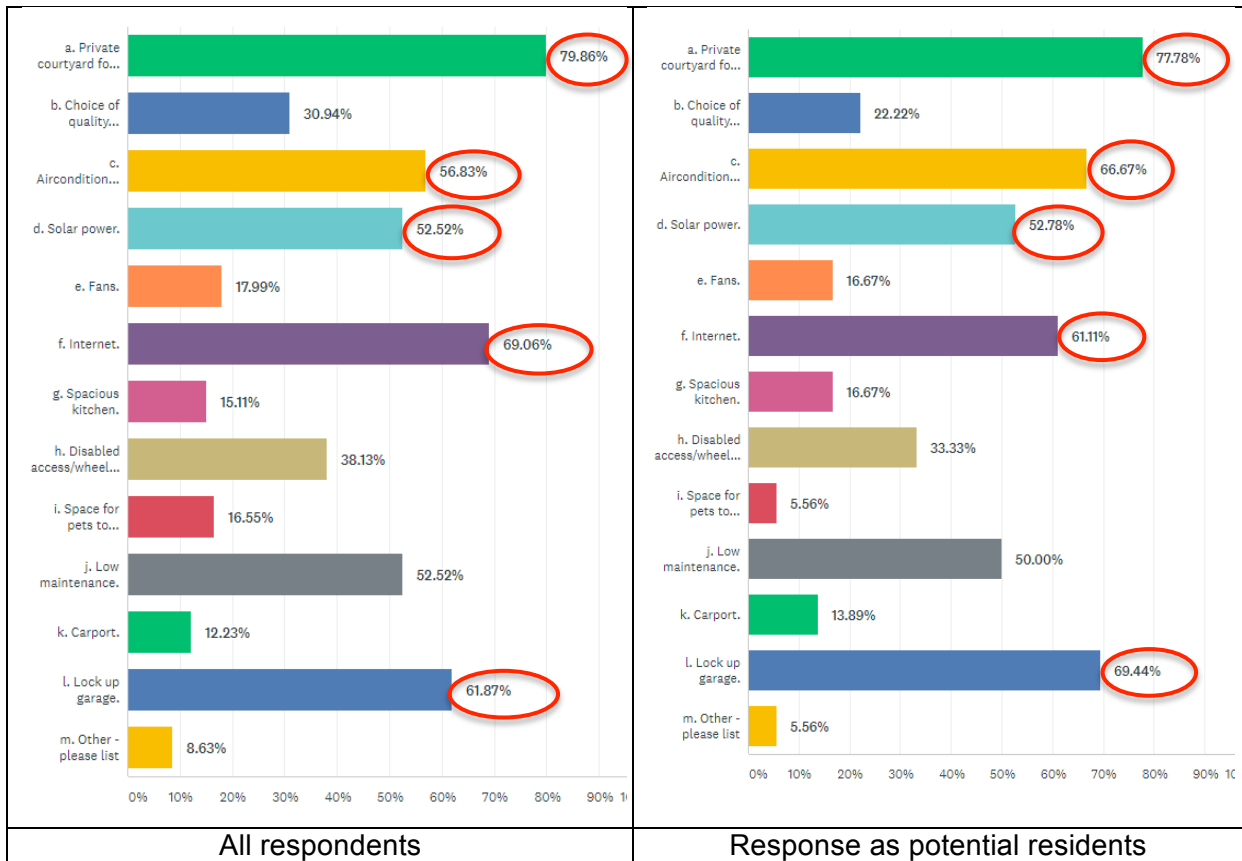 a. Private
courtyard fo...
79.86%
b. Choice of
quality...
30.94%
c.
Aircondition...
56.83%
d. Solar power.
52.52%
e. Fans.
17.99%
f. Internet.
69.06%
g. Spacious
kitchen.
15.11%
h. Disabled
access/wheel...
38.13%
i. Space for
pets to...
16.55%
j. Low
maintenance.
52.52%
k. Carport.
12.23%
l. Lock up
garage.
61.87%
m. Other -
please list
8.63%
0% 10% 20% 30% 40% 50% 60% 70% 80% 90% 1
All respondents
a. Private
courtyard fo...
77.78%
b. Choice of
quality...
22.22%
c.
Aircondition...
66.67%
d. Solar power.
52.78%
e. Fans.
16.67%
f. Internet.
61.11%
g. Spacious
kitchen.
16.67%
h. Disabled
access/wheel...
33.33%
i. Space for
pets to...
5.56%
j. Low
maintenance.
50.00%
k. Carport.
13.89%
l. Lock up
garage.
69.44%
m. Other -
please list
5.56%
0% 10% 20% 30% 40% 50% 60% 70% 80% 90% 1
Response as potential residents